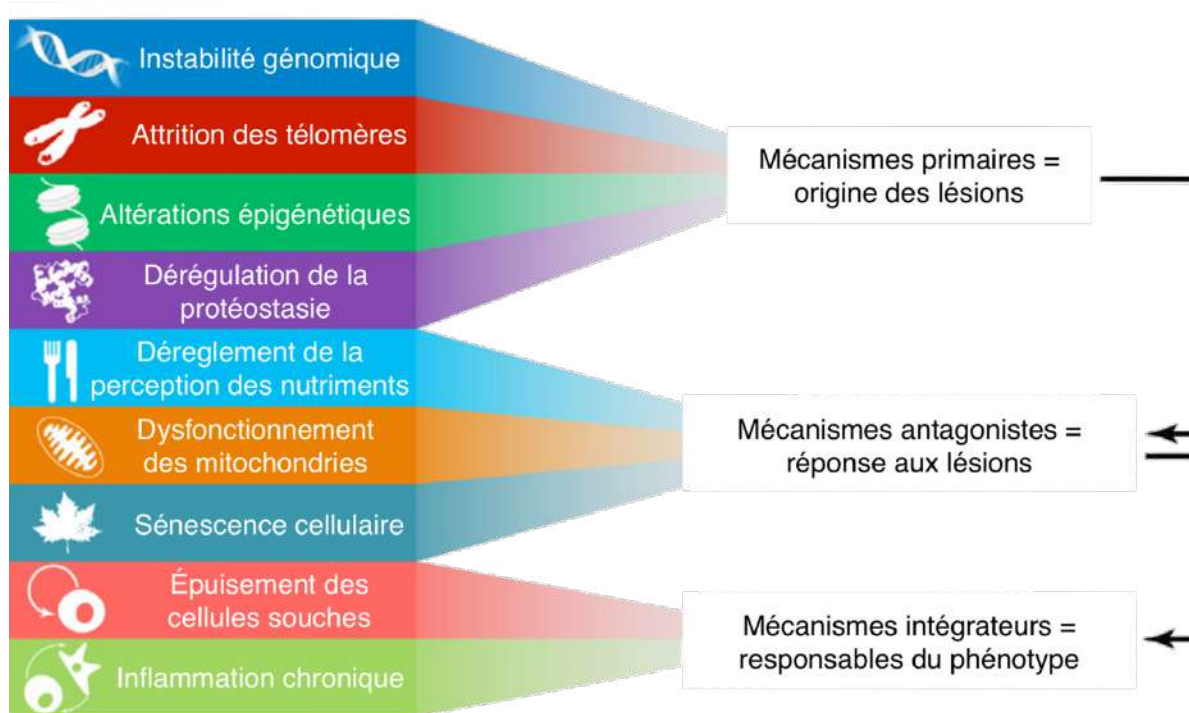 Instabilité génomique
Attrition des télomères
Altérations épigénétiques
Dérégulation de la
protéostasie
Déreglement de la
perception des nutriments
Dysfonctionnement
des mitochondries
Sénescence cellulaire
Épuisement des
cellules souches
Inflammation chronique
Mécanismes primaires =
origine des lésions
Mécanismes antagonistes =
réponse aux lésions
Mécanismes intégrateurs =
responsables du phénotype